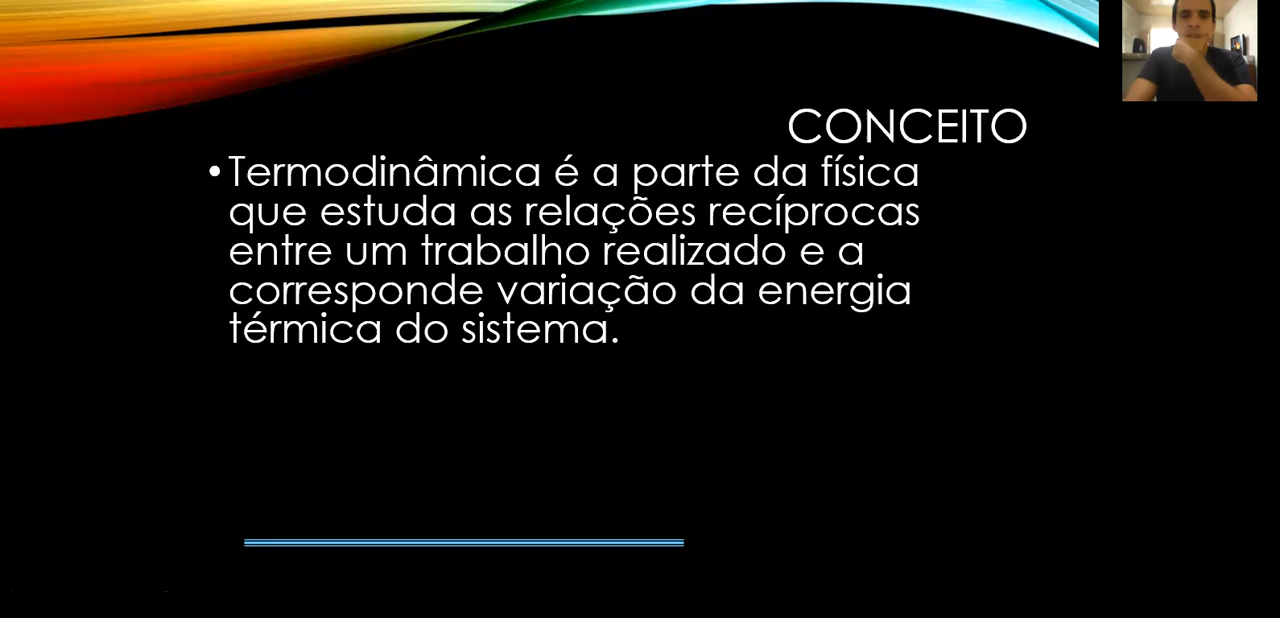 CONCEITO
• Termodinâmica é a parte da física
que estuda as relações recíprocas
entre um trabalho realizado e a
corresponde variação da energia
térmica do sistema.